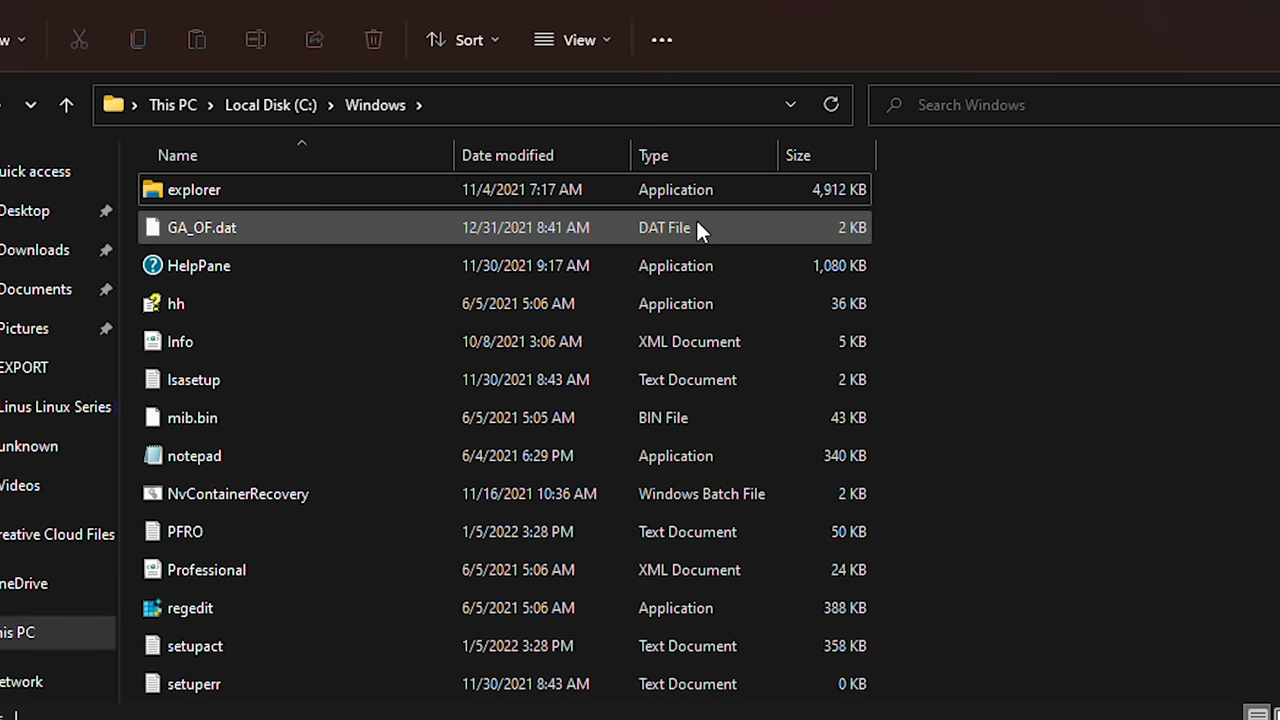 w
Sort
View
This PC
Local Disk (C:)
Windows
Search Windows
Name Date modified Type Size
uick access
Desktop
Downloads
Documents
Pictures
EXPORT
Linus Linux Series
unknown
Videos
reative Cloud Files
neDrive
his PC
etwork
explorer 11/4/2021 7:17 AM Application 4,912 KB
GA_OF.dat 12/31/2021 8:41 AM DAT File 2 KB
HelpPane 11/30/2021 9:17 AM Application 1,080 KB
hh 6/5/2021 5:06 AM Application 36 KB
Info 10/8/2021 3:06 AM XML Document 5 KB
lsasetup 11/30/2021 8:43 AM Text Document 2 KB
mib.bin 6/5/2021 5:05 AM BIN File 43 KB
notepad 6/4/2021 6:29 PM Application 340 KB
NvContainerRecovery 11/16/2021 10:36 AM Windows Batch File 2 KB
PFRO 1/5/2022 3:28 PM Text Document 50 KB
Professional 6/5/2021 5:06 AM XML Document 24 KB
regedit 6/5/2021 5:06 AM Application 388 KB
setupact 1/5/2022 3:28 PM Text Document 358 KB
setuperr 11/30/2021 8:43 AM Text Document 0 KB